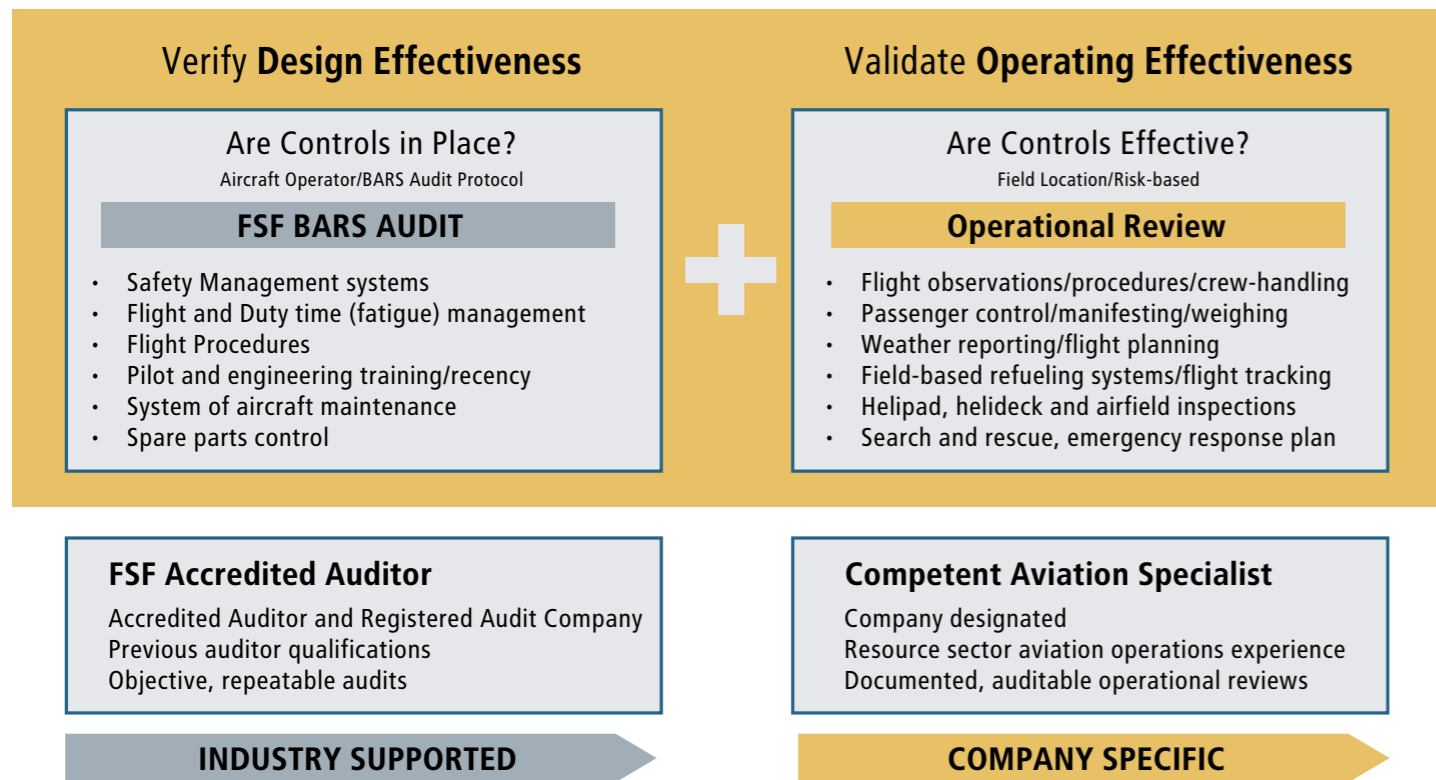 Verify Design Effectiveness
Are Controls in Place?
Aircraft Operator/BARS Audit Protocol
FSF BARS AUDIT
· Safety Management systems
· Flight and Duty time (fatigue) management
· Flight Procedures
· Pilot and engineering training/recency
· System of aircraft maintenance
· Spare parts control
Validate Operating Effectiveness
Are Controls Effective?
Field Location/Risk-based
Operational Review
· Flight observations/procedures/crew-handling
· Passenger control/manifesting/weighing
· Weather reporting/flight planning
· Field-based refueling systems/flight tracking
· Helipad, helideck and airfield inspections
· Search and rescue, emergency response plan
FSF Accredited Auditor
Accredited Auditor and Registered Audit Company
Previous auditor qualifications
Objective, repeatable audits
INDUSTRY SUPPORTED
Competent Aviation Specialist
Company designated
Resource sector aviation operations experience
Documented, auditable operational reviews
COMPANY SPECIFIC